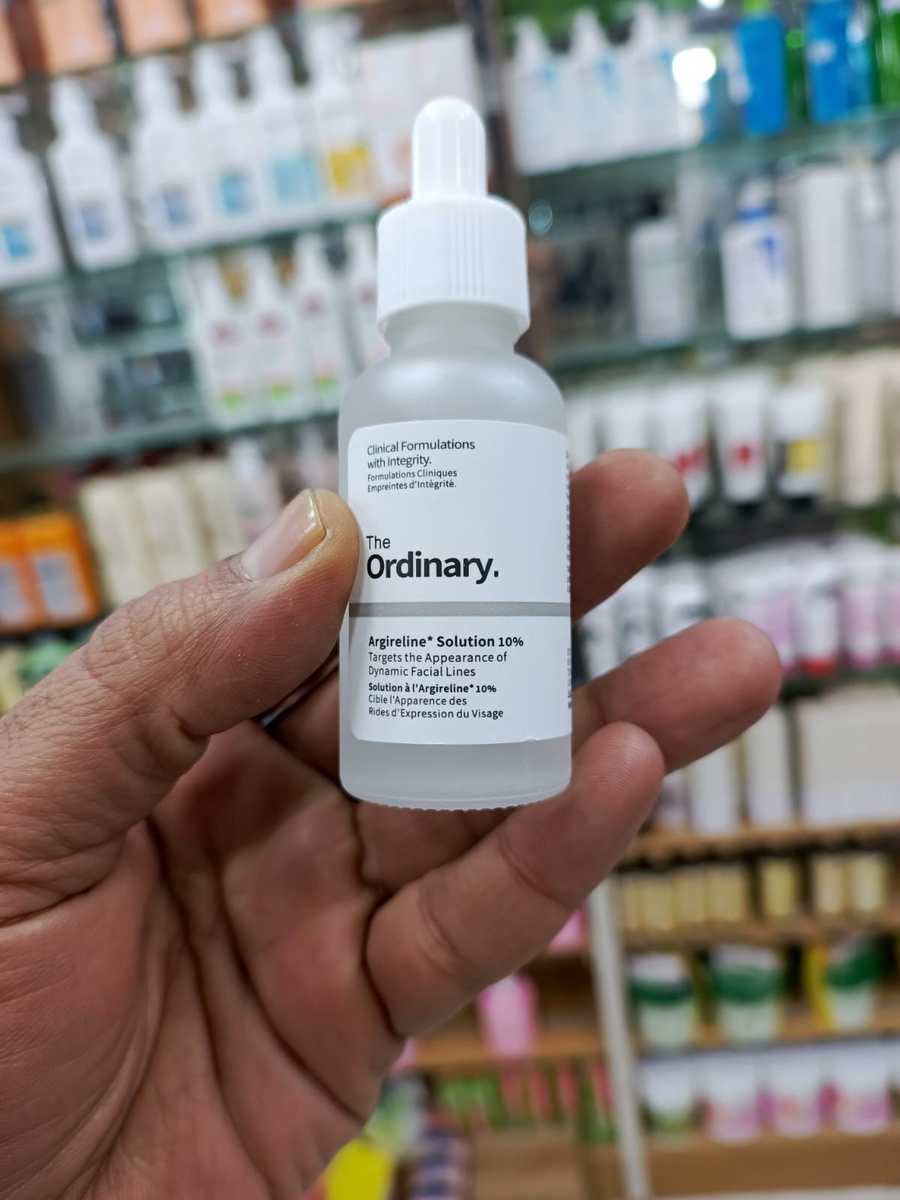 Clinical Formulations
with Integrity.
Formulations Cliniques
Empreintes d'Intégrité.
The
Ordinary.
Argireline* Solution 10%
Targets the Appearance of
Dynamic Facial Lines
Solution à l'Argireline* 10%
Cible l'Apparence des
Rides d'Expression du Visage